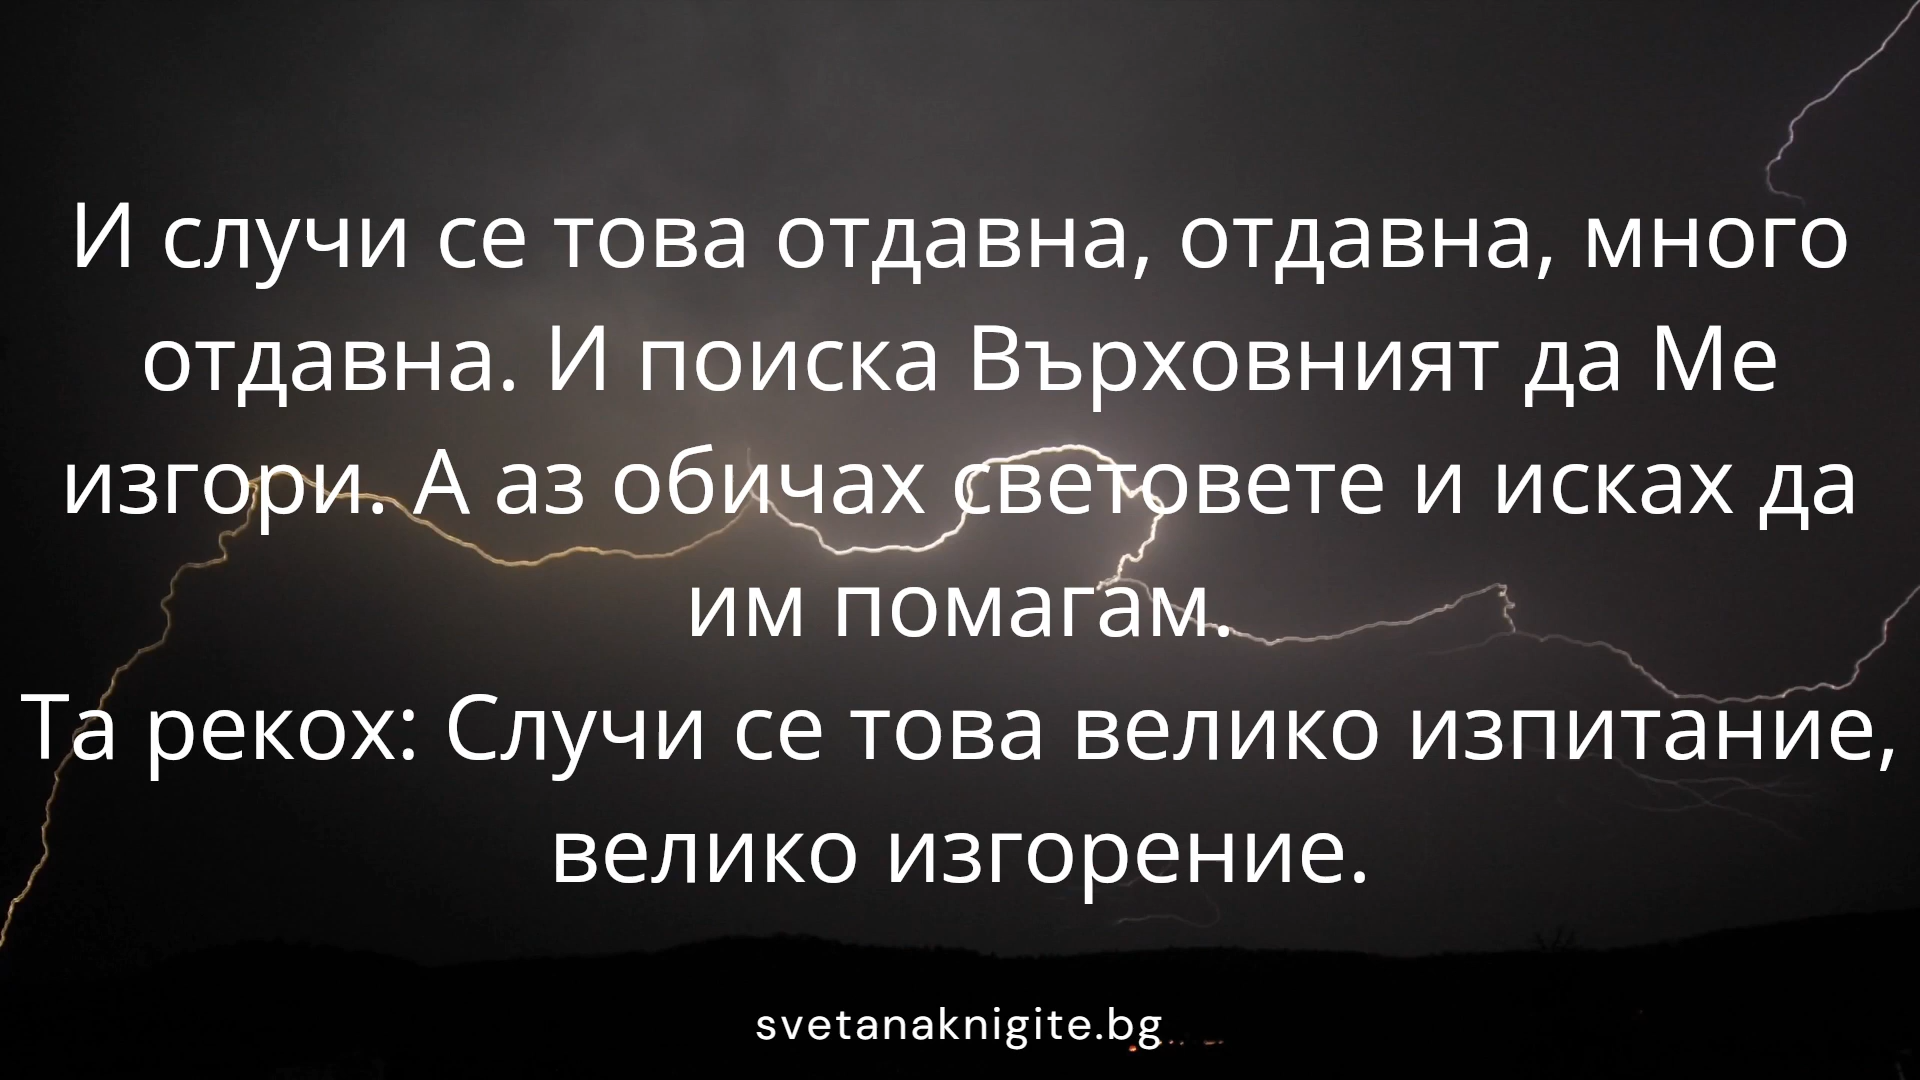 И случи се това отдавна, отдавна, много
отдавна. И поиска Върховният да Ме
изгори. А аз обичах световете и исках да
им помагам.
Та рекох: Случи се това велико изпитание,
велико изгорение.
svetanaknigite.bg